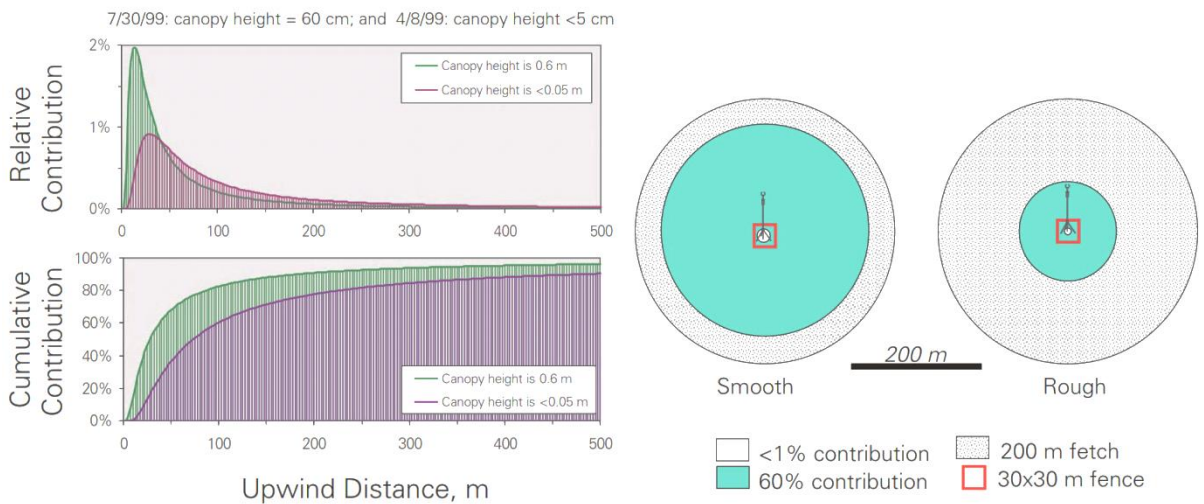 7/30/99: canopy height = 60 cm; and 4/8/99: canopy height <5 cm
Relative
Contribution
2%
1%
0%
Canopy height is 0.6 m
Canopy height is <0.05 m
0 100 200 300 400 500
Cumulative
Contribution
100%
80%
60%
40%
20%
0%
Canopy height is 0.6 m
Canopy height is <0.05 m
0 100 200 300 400 500
Upwind Distance, m
200 m
Smooth
Rough
<1% contribution
200 m fetch
60% contribution
30x30 m fence